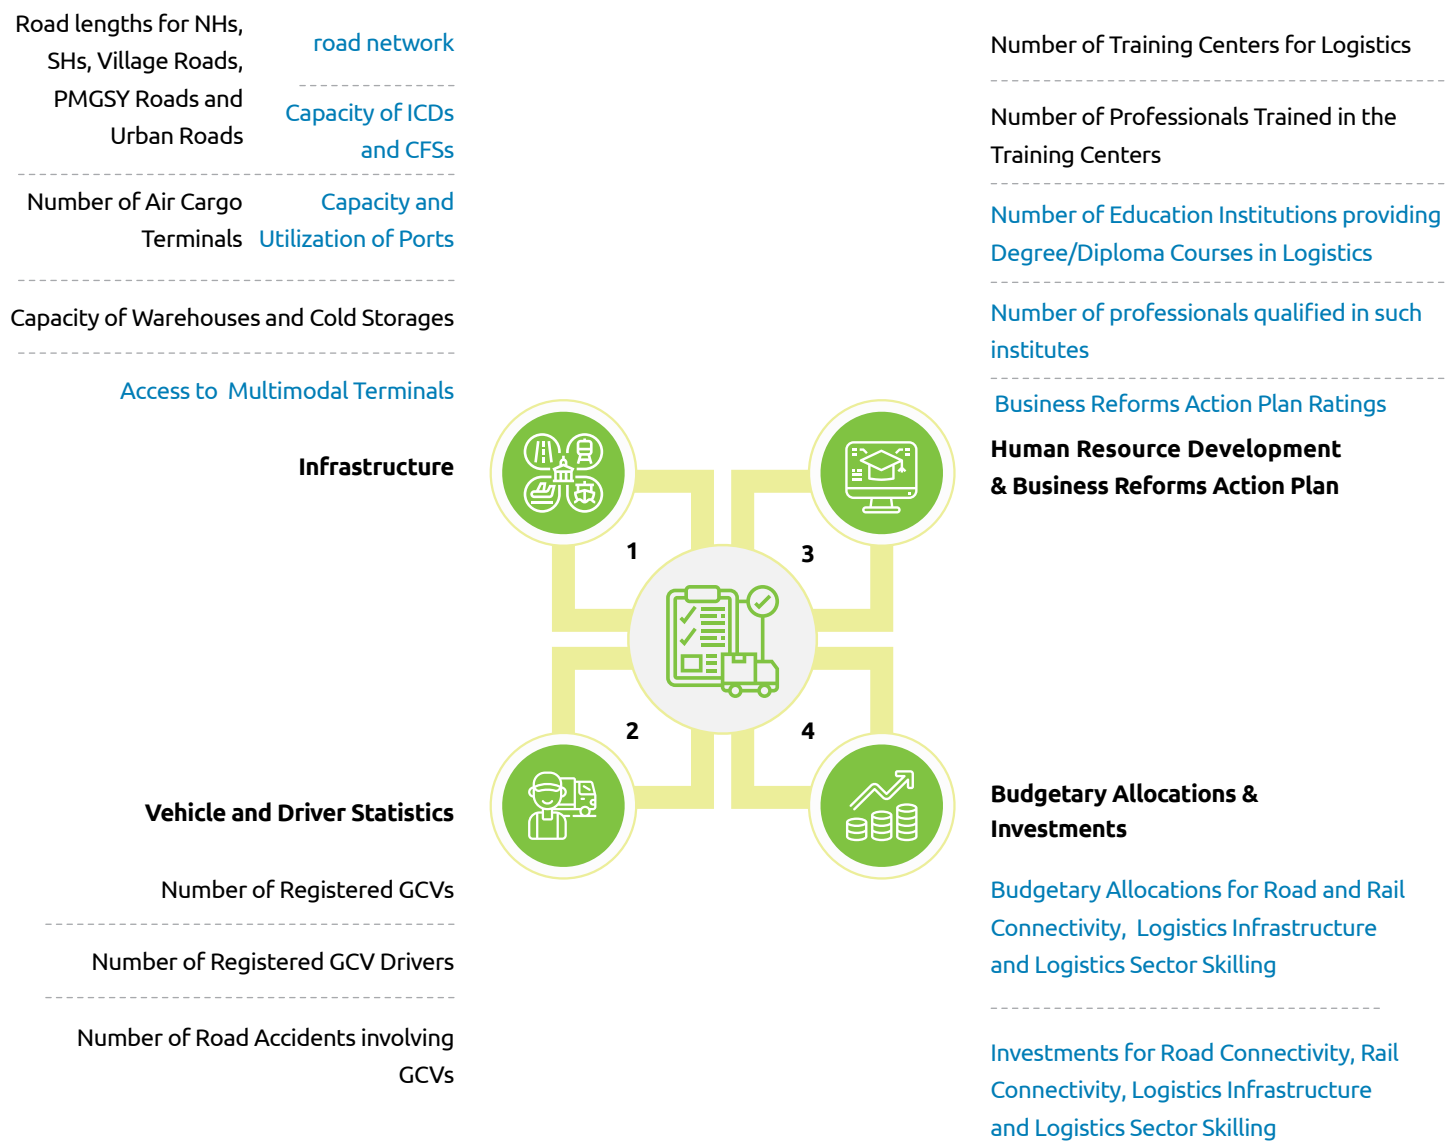 Road lengths for NHs,
SHs, Village Roads,
PMGSY Roads and
Urban Roads
road network
Capacity of ICDs
and CFSs
Number of Air Cargo
Terminals
Capacity and
Utilization of Ports
Capacity of Warehouses and Cold Storages
Access to Multimodal Terminals
Infrastructure
Number of Training Centers for Logistics
Number of Professionals Trained in the
Training Centers
Number of Education Institutions providing
Degree/Diploma Courses in Logistics
Number of professionals qualified in such
institutes
Business Reforms Action Plan Ratings
Human Resource Development
& Business Reforms Action Plan
1
3
2
4
Vehicle and Driver Statistics
Number of Registered GCVs
Number of Registered GCV Drivers
Number of Road Accidents involving
GCVs
Budgetary Allocations &
Investments
Budgetary Allocations for Road and Rail
Connectivity, Logistics Infrastructure
and Logistics Sector Skilling
Investments for Road Connectivity, Rail
Connectivity, Logistics Infrastructure
and Logistics Sector Skilling